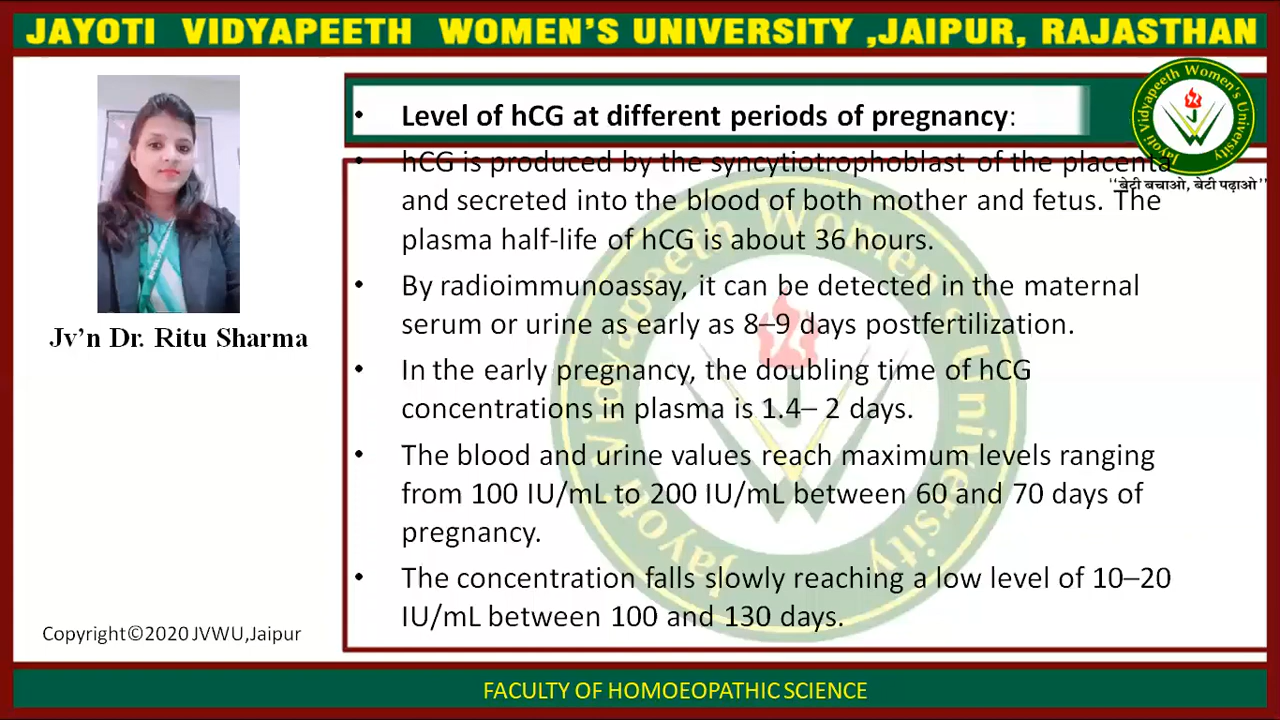 JAYOTI VIDYAPEETH WOMEN'S UNIVERSITY ,JAIPUR, RAJASTHAN
Jayoti Vidyapeeth Women's University
J
"बेटी बचाओ, बेटी पढ़ाओ"
• Level of hCG at different periods of pregnancy:
• hCG is produced by the syncytiotrophoblast of the placenta
and secreted into the blood of both mother and fetus. The
plasma half-life of hCG is about 36 hours.
• By radioimmunoassay, it can be detected in the maternal
serum or urine as early as 8–9 days postfertilization.
• In the early pregnancy, the doubling time of hCG
concentrations in plasma is 1.4– 2 days.
• The blood and urine values reach maximum levels ranging
from 100 IU/mL to 200 IU/mL between 60 and 70 days of
pregnancy.
• The concentration falls slowly reaching a low level of 10–20
IU/mL between 100 and 130 days.
Jayoti Vidyapeeth Women's University
Jayoti
Jv'n Dr. Ritu Sharma
Copyright©2020 JVWU,Jaipur
FACULTY OF HOMOEOPATHIC SCIENCE